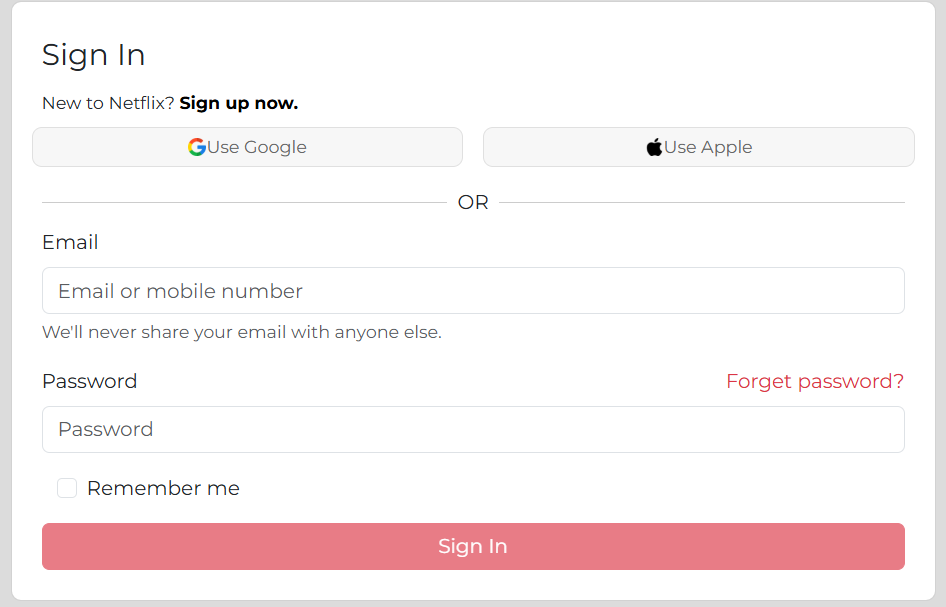 Sign In
New to Netflix? Sign up now.
Use Google
Use Apple
OR
Email
Email or mobile number
We'll never share your email with anyone else.
Password
Forget password?
Password
Remember me
Sign In